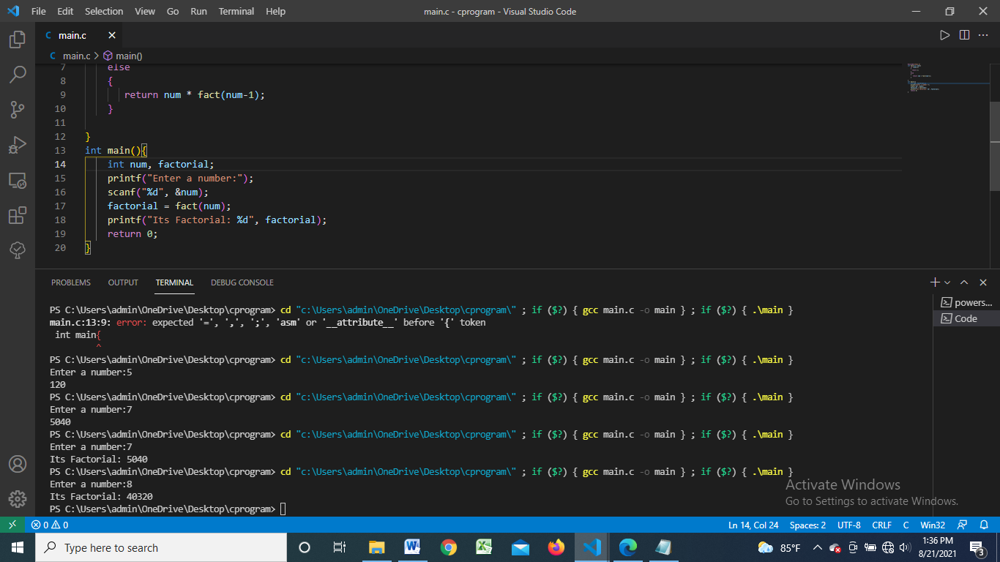 File Edit Selection View Go Run Terminal Help
main.c - cprogram - Visual Studio Code
C main.c
C main.c > main()
7 else
8 {
9 return num * fact(num-1);
10 }
11
12 }
13 int main(){
14 int num, factorial;
15 printf("Enter a number:");
16 scanf("%d", &num);
17 factorial = fact(num);
18 printf("Its Factorial: %d", factorial);
19 return 0;
20 }
PROBLEMS OUTPUT TERMINAL DEBUG CONSOLE
PS C:\Users\admin\OneDrive\Desktop\cprogram> cd "c:\Users\admin\OneDrive\Desktop\cprogram\" ; if ($?) { gcc main.c -o main } ; if ($?) { .\main }
main.c:13:9: error: expected '=', ',', ';', 'asm' or '__attribute__' before '{' token
int main{
^
PS C:\Users\admin\OneDrive\Desktop\cprogram> cd "c:\Users\admin\OneDrive\Desktop\cprogram\" ; if ($?) { gcc main.c -o main } ; if ($?) { .\main }
Enter a number:5
120
PS C:\Users\admin\OneDrive\Desktop\cprogram> cd "c:\Users\admin\OneDrive\Desktop\cprogram\" ; if ($?) { gcc main.c -o main } ; if ($?) { .\main }
Enter a number:7
5040
PS C:\Users\admin\OneDrive\Desktop\cprogram> cd "c:\Users\admin\OneDrive\Desktop\cprogram\" ; if ($?) { gcc main.c -o main } ; if ($?) { .\main }
Enter a number:7
Its Factorial: 5040
PS C:\Users\admin\OneDrive\Desktop\cprogram> cd "c:\Users\admin\OneDrive\Desktop\cprogram\" ; if ($?) { gcc main.c -o main } ; if ($?) { .\main }
Enter a number:8
Its Factorial: 40320
PS C:\Users\admin\OneDrive\Desktop\cprogram>
powers...
Code
Activate Windows
Go to Settings to activate Windows.
0 0
Ln 14, Col 24 Spaces: 2 UTF-8 CRLF C Win32
Type here to search
85°F
1:36 PM
8/21/2021
3